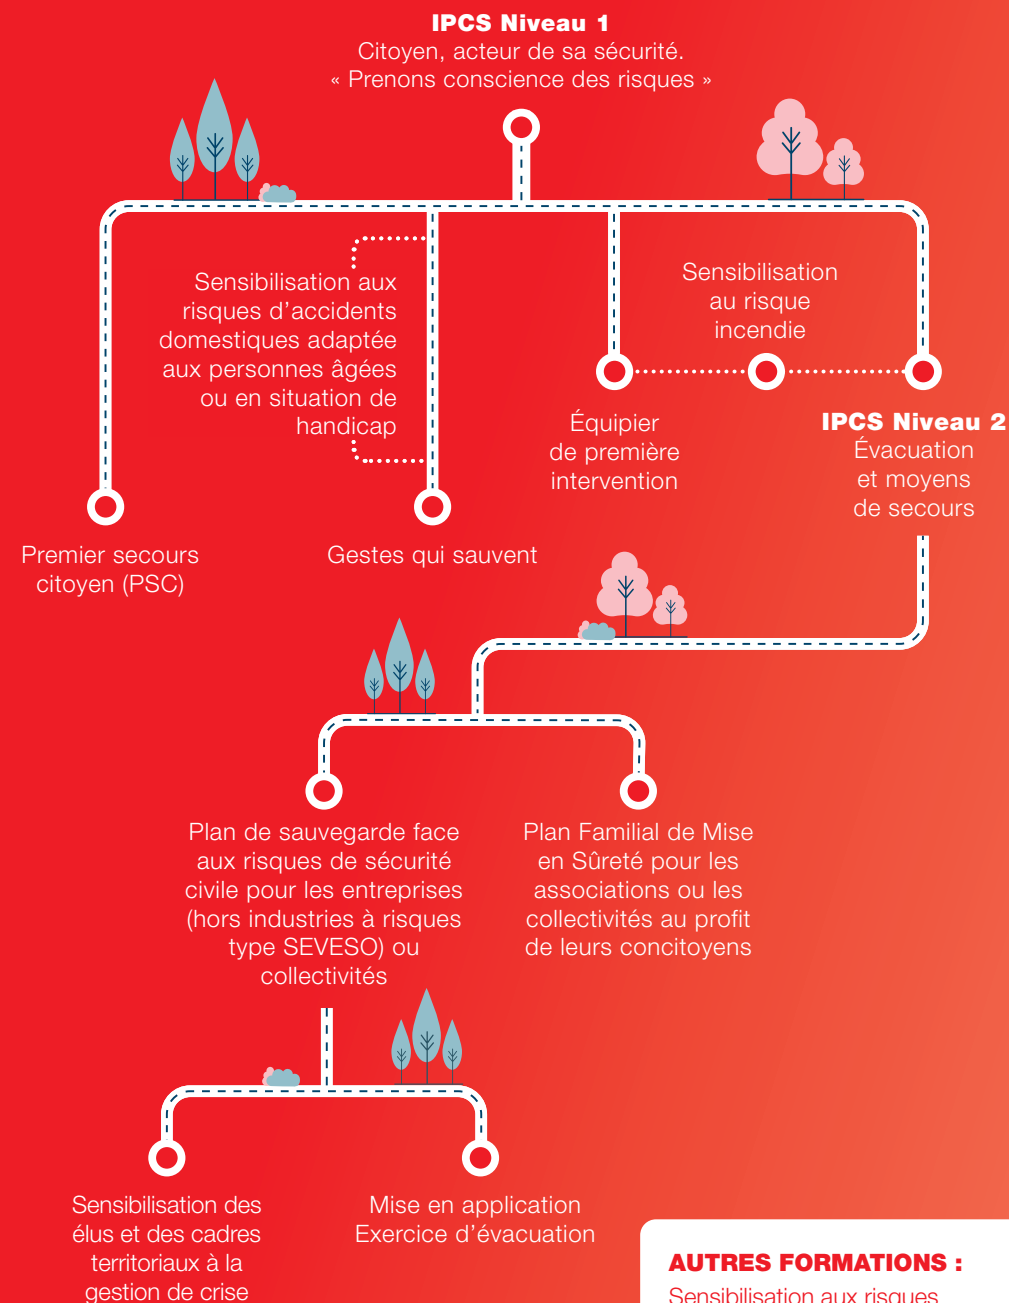 IPCS Niveau 1
Citoyen, acteur de sa sécurité.
« Prenons conscience des risques »
Sensibilisation aux
risques d’accidents
domestiques adaptée
aux personnes âgées
ou en situation de
handicap
Sensibilisation
au risque
incendie
Équipier
de première
intervention
IPCS Niveau 2
Évacuation
et moyens
de secours
Premier secours
citoyen (PSC)
Gestes qui sauvent
Plan de sauvegarde face
aux risques de sécurité
civile pour les entreprises
(hors industries à risques
type SEVESO) ou
collectivités
Plan Familial de Mise
en Sûreté pour les
associations ou les
collectivités au profit
de leurs concitoyens
Sensibilisation des
élus et des cadres
territoriaux à la
gestion de crise
Mise en application
Exercice d’évacuation
AUTRES FORMATIONS :
Sensibilisation aux risques